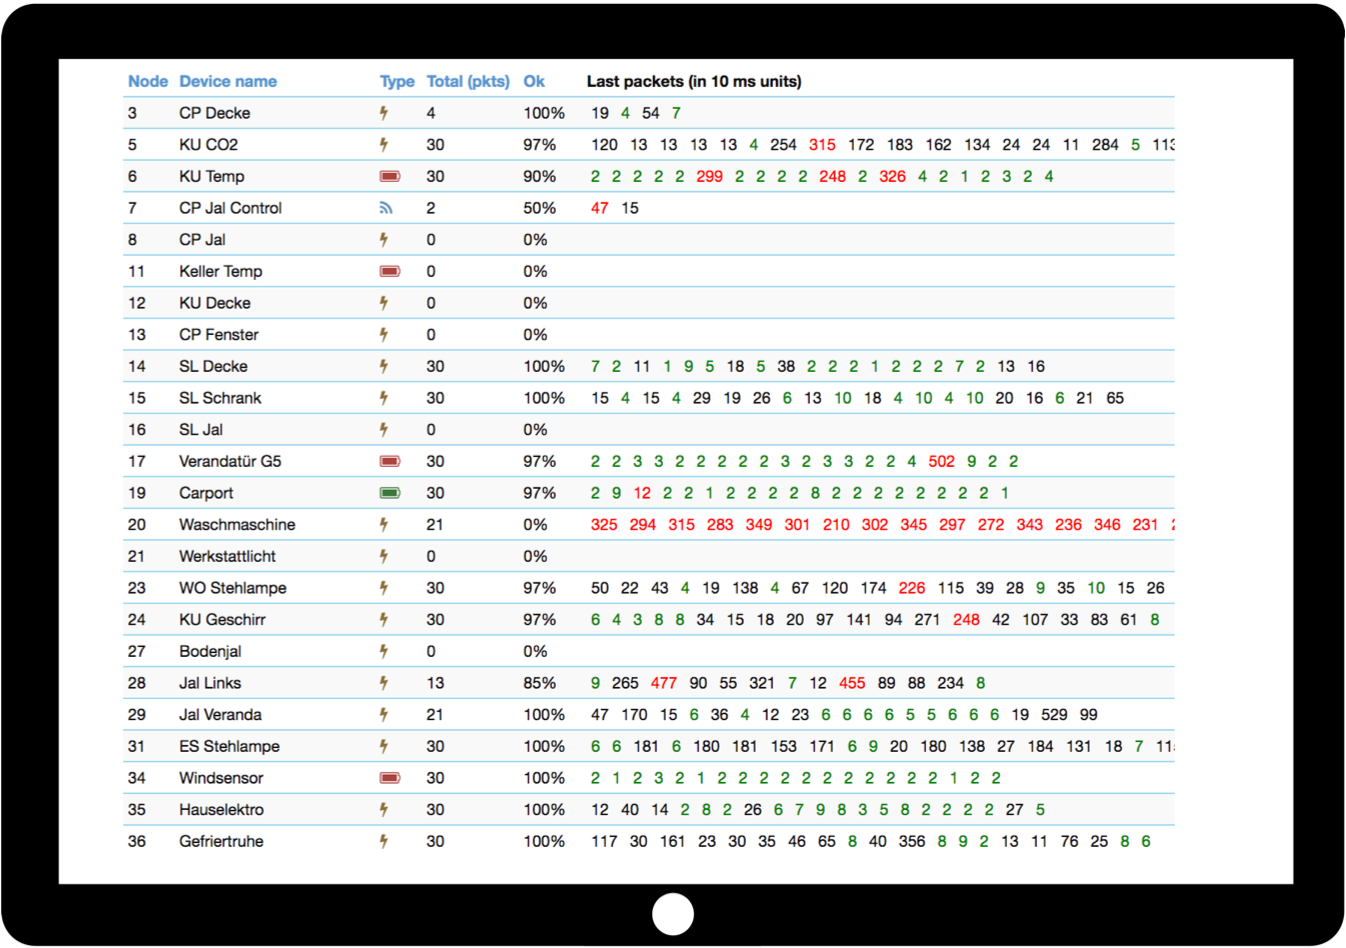 Node Device name Type Total (pkts) Ok Last packets (in 10 ms units)
3 CP Decke 4 100% 19 4 54 7
5 KU CO2 30 97% 120 13 13 13 13 4 254 315 172 183 162 134 24 24 11 284 5 113
6 KU Temp 30 90% 2 2 2 2 2 299 2 2 2 2 248 2 326 4 2 1 2 3 2 4
7 CP Jal Control 2 50% 47 15
8 CP Jal 0 0%
11 Keller Temp 0 0%
12 KU Decke 0 0%
13 CP Fenster 0 0%
14 SL Decke 30 100% 7 2 11 1 9 5 18 5 38 2 2 2 1 2 2 2 7 2 13 16
15 SL Schrank 30 100% 15 4 15 4 29 19 26 6 13 10 18 4 10 4 10 20 16 6 21 65
16 SL Jal 0 0%
17 Verandatür G5 30 97% 2 2 3 3 2 2 2 2 2 3 2 3 3 2 2 4 502 9 2 2
19 Carport 30 97% 2 9 12 2 2 1 2 2 2 2 8 2 2 2 2 2 2 2 2 1
20 Waschmaschine 21 0% 325 294 315 283 349 301 210 302 345 297 272 343 236 346 231
21 Werkstattlicht 0 0%
23 WO Stehlampe 30 97% 50 22 43 4 19 138 4 67 120 174 226 115 39 28 9 35 10 15 26
24 KU Geschirr 30 97% 6 4 3 8 8 34 15 18 20 97 141 94 271 248 42 107 33 83 61 8
27 Bodenjal 0 0%
28 Jal Links 13 85% 9 265 477 90 55 321 7 12 455 89 88 234 8
29 Jal Veranda 21 100% 47 170 15 6 36 4 12 23 6 6 6 6 5 5 6 6 6 19 529 99
31 ES Stehlampe 30 100% 6 6 181 6 180 181 153 171 6 9 20 180 138 27 184 131 18 7 11
34 Windsensor 30 100% 2 1 2 3 2 1 2 2 2 2 2 2 2 2 2 2 2 1 2 2
35 Hauselektro 30 100% 12 40 14 2 8 2 26 6 7 9 8 3 5 8 2 2 2 2 27 5
36 Gefriertruhe 30 100% 117 30 161 23 30 35 46 65 8 40 356 8 9 2 13 11 76 25 8 6